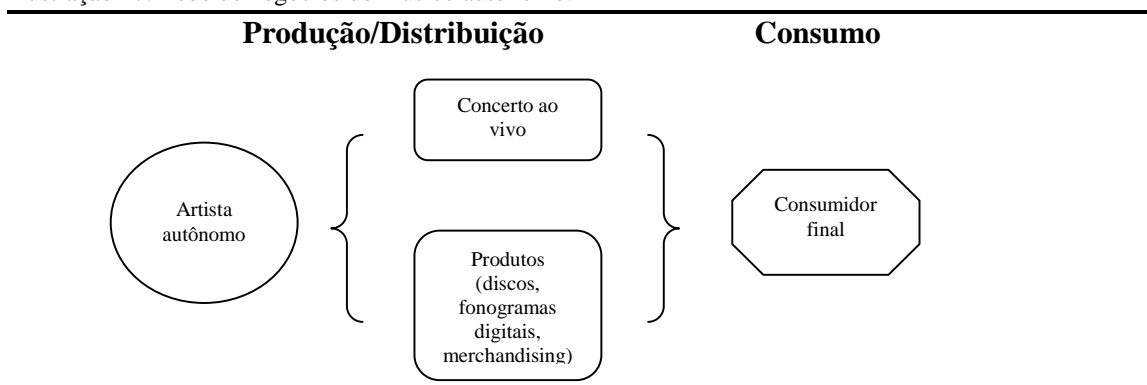 Produção/Distribuição Consumo
Concerto ao
vivo
Artista
autônomo
Consumidor
final
Produtos
(discos,
fonogramas
digitais,
merchandising)